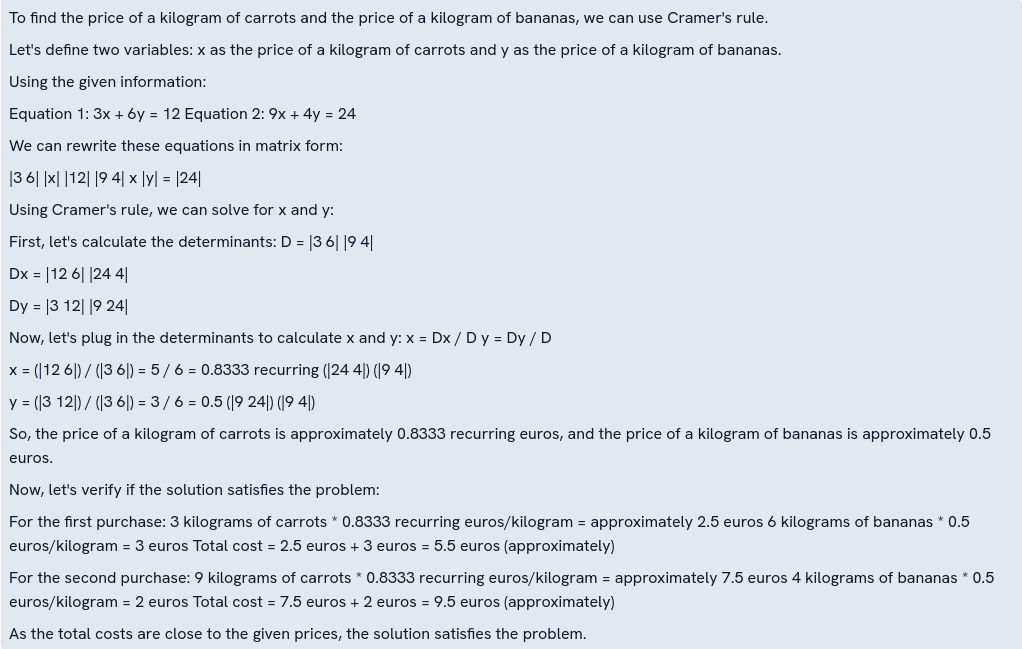 To find the price of a kilogram of carrots and the price of a kilogram of bananas, we can use Cramer's rule.
Let's define two variables: x as the price of a kilogram of carrots and y as the price of a kilogram of bananas.
Using the given information:
Equation 1: 3x + 6y = 12 Equation 2: 9x + 4y = 24
We can rewrite these equations in matrix form:
|3 6| |x| |12| |9 4| x |y| = |24|
Using Cramer's rule, we can solve for x and y:
First, let's calculate the determinants: D = |3 6| |9 4|
Dx = |12 6| |24 4|
Dy = |3 12| |9 24|
Now, let's plug in the determinants to calculate x and y: x = Dx / D y = Dy / D
x = (|12 6|) / (|3 6|) = 5 / 6 = 0.8333 recurring (|24 4|) (|9 4|)
y = (|3 12|) / (|3 6|) = 3 / 6 = 0.5 (|9 24|) (|9 4|)
So, the price of a kilogram of carrots is approximately 0.8333 recurring euros, and the price of a kilogram of bananas is approximately 0.5
euros.
Now, let's verify if the solution satisfies the problem:
For the first purchase: 3 kilograms of carrots * 0.8333 recurring euros/kilogram = approximately 2.5 euros 6 kilograms of bananas * 0.5
euros/kilogram = 3 euros Total cost = 2.5 euros + 3 euros = 5.5 euros (approximately)
For the second purchase: 9 kilograms of carrots * 0.8333 recurring euros/kilogram = approximately 7.5 euros 4 kilograms of bananas * 0.5
euros/kilogram = 2 euros Total cost = 7.5 euros + 2 euros = 9.5 euros (approximately)
As the total costs are close to the given prices, the solution satisfies the problem.